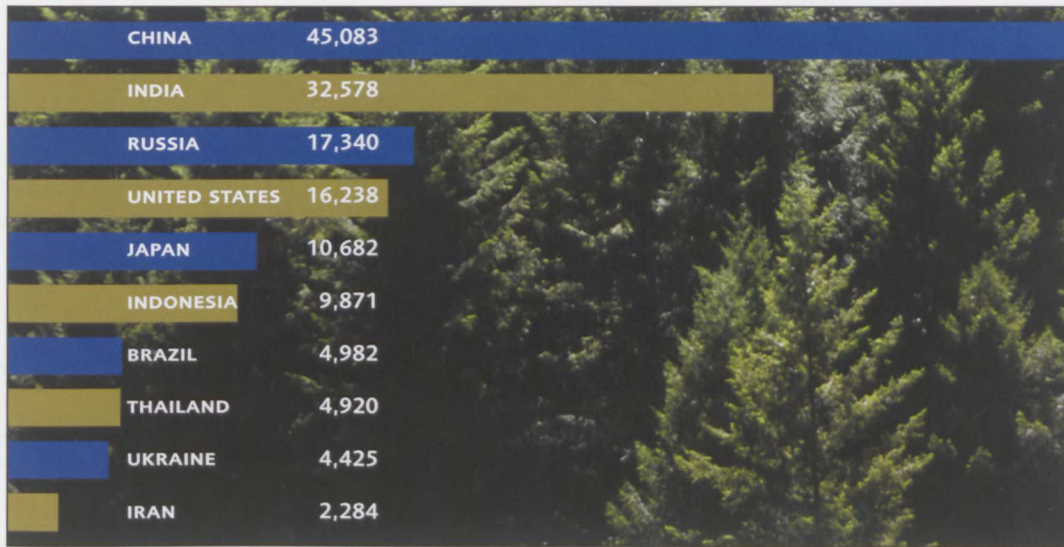 CHINA 45,083
INDIA 32,578
RUSSIA 17,340
UNITED STATES 16,238
JAPAN 10,682
INDONESIA 9,871
BRAZIL 4,982
THAILAND 4,920
UKRAINE 4,425
IRAN 2,284